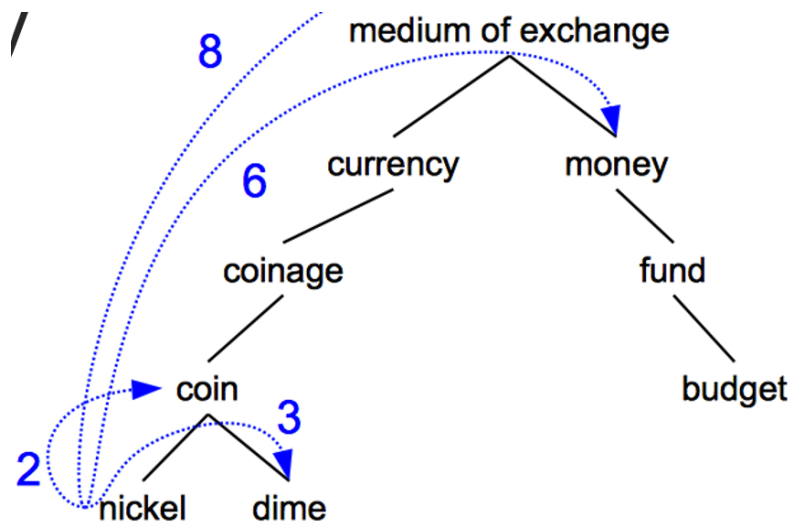 8
medium of exchange
6
currency
money
coinage
fund
coin
budget
3
2
nickel
dime